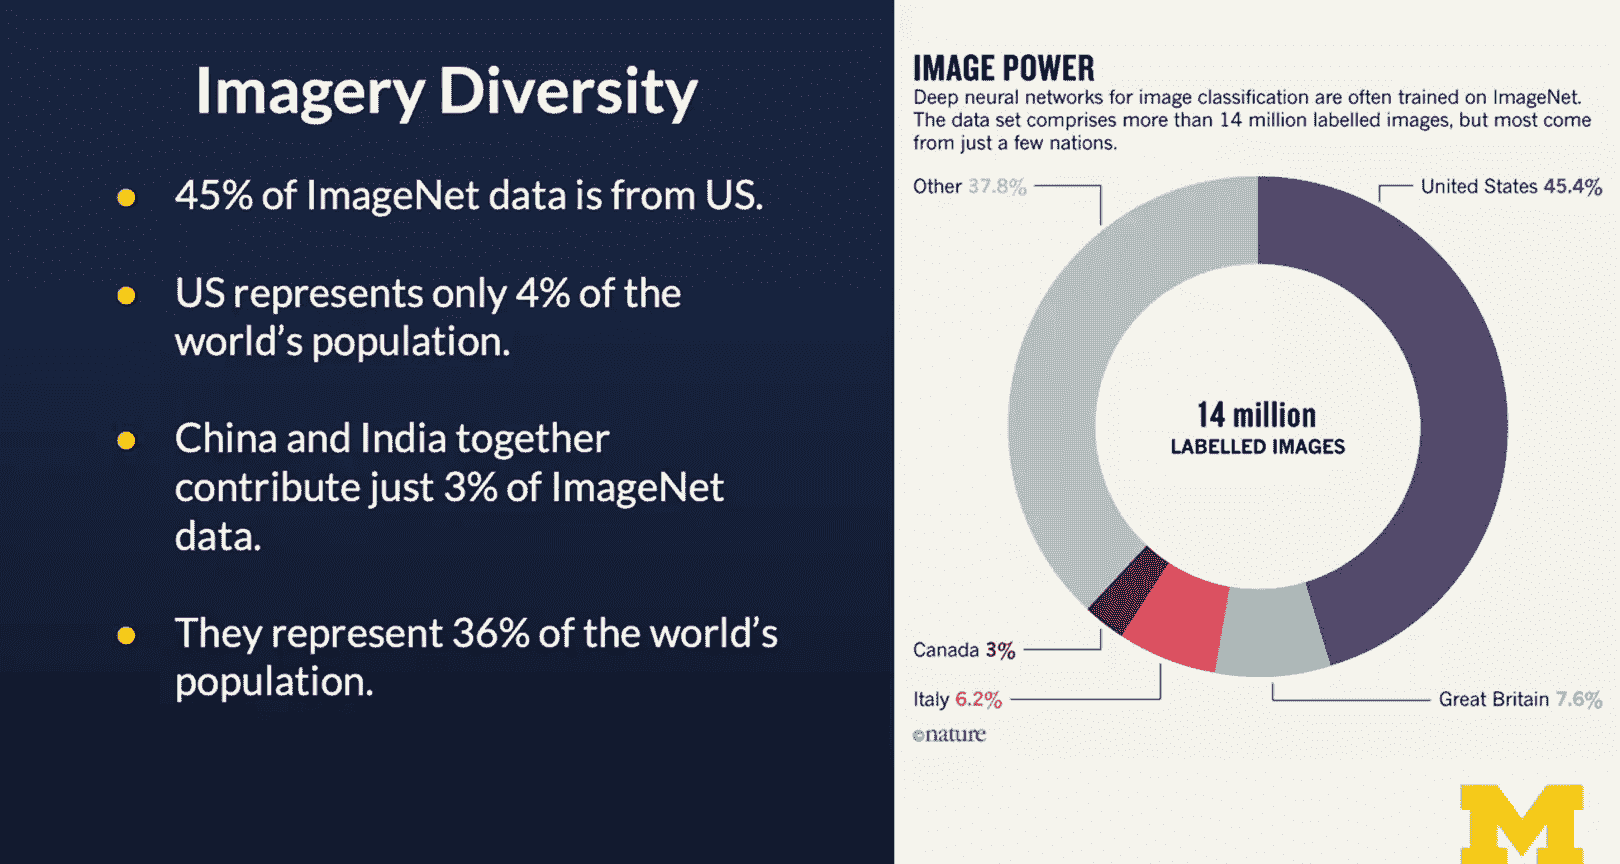 Imagery Diversity
45% of ImageNet data is from US.
US represents only 4% of the
world's population.
China and India together
contribute just 3% of ImageNet
data.
They represent 36% of the world's
population.
IMAGE POWER
Deep neural networks for image classification are often trained on ImageNet.
The data set comprises more than 14 million labelled images, but most come
from just a few nations.
Other 37.8%
United States 45.4%
14 million
LABELLED IMAGES
Canada 3%
Italy 6.2%
Great Britain 7.6%
©nature
M